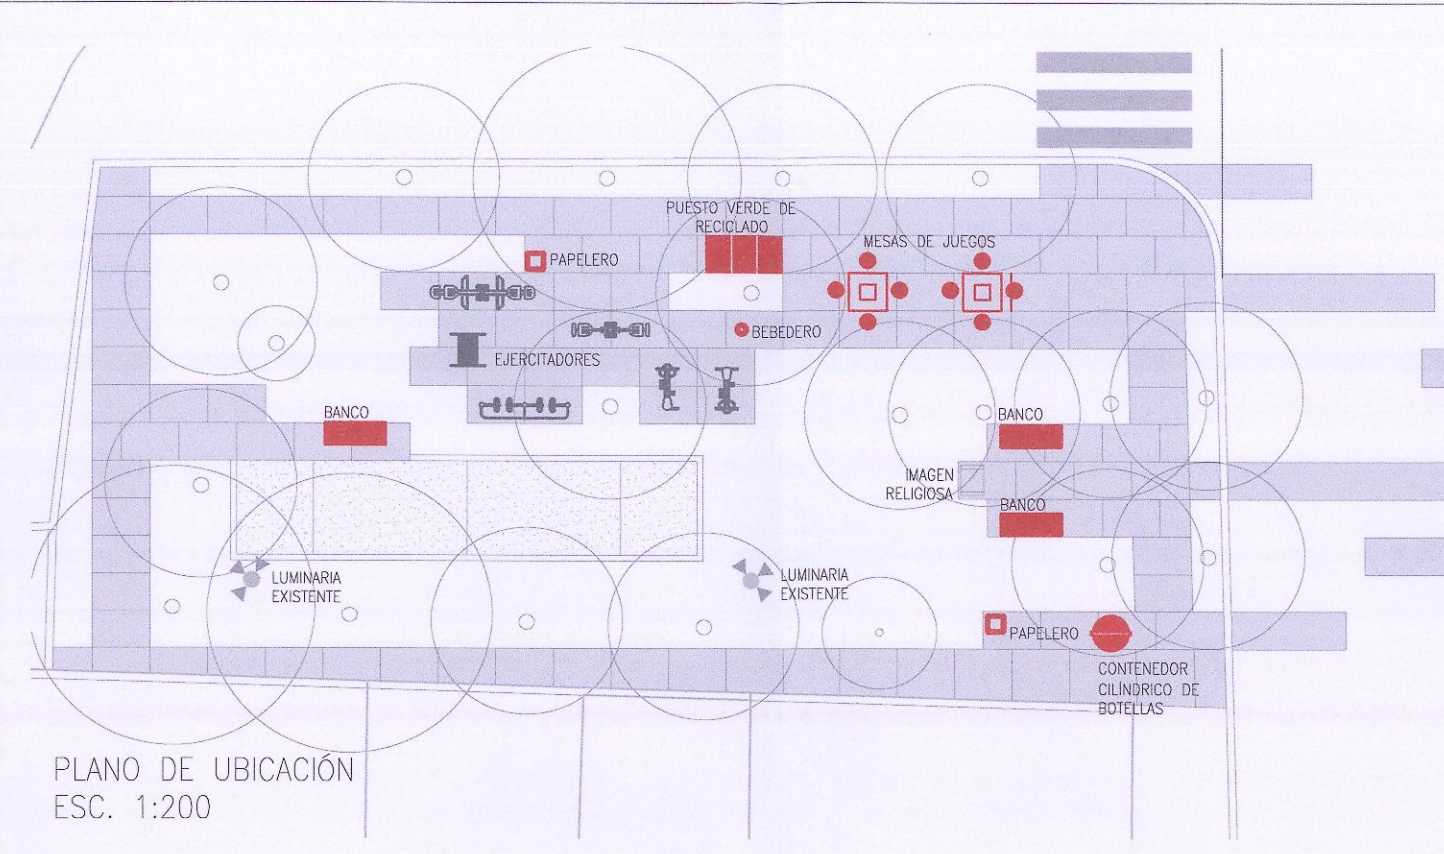 PUESTO VERDE DE
RECICLADO
MESAS DE JUEGOS
PAPELERO
BEBEDERO
EJERCITADORES
BANCO
BANCO
IMAGEN
RELIGIOSA
BANCO
LUMINARIA
EXISTENTE
LUMINARIA
EXISTENTE
PAPELERO
CONTENEDOR
CILÍNDRICO DE
BOTELLAS
PLANO DE UBICACIÓN
ESC. 1:200